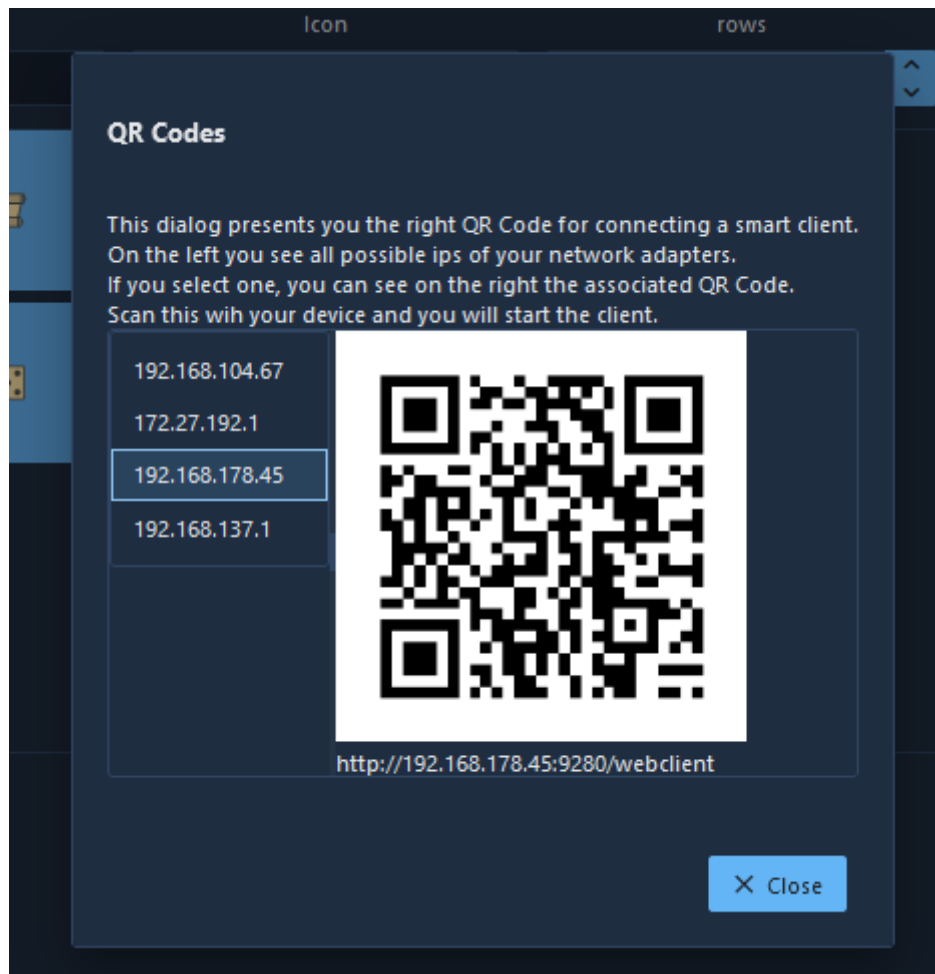 Icon rows
QR Codes
This dialog presents you the right QR Code for connecting a smart client.
On the left you see all possible ips of your network adapters.
If you select one, you can see on the right the associated QR Code.
Scan this wih your device and you will start the client.
192.168.104.67
172.27.192.1
192.168.178.45
192.168.137.1
http://192.168.178.45:9280/webclient
Close